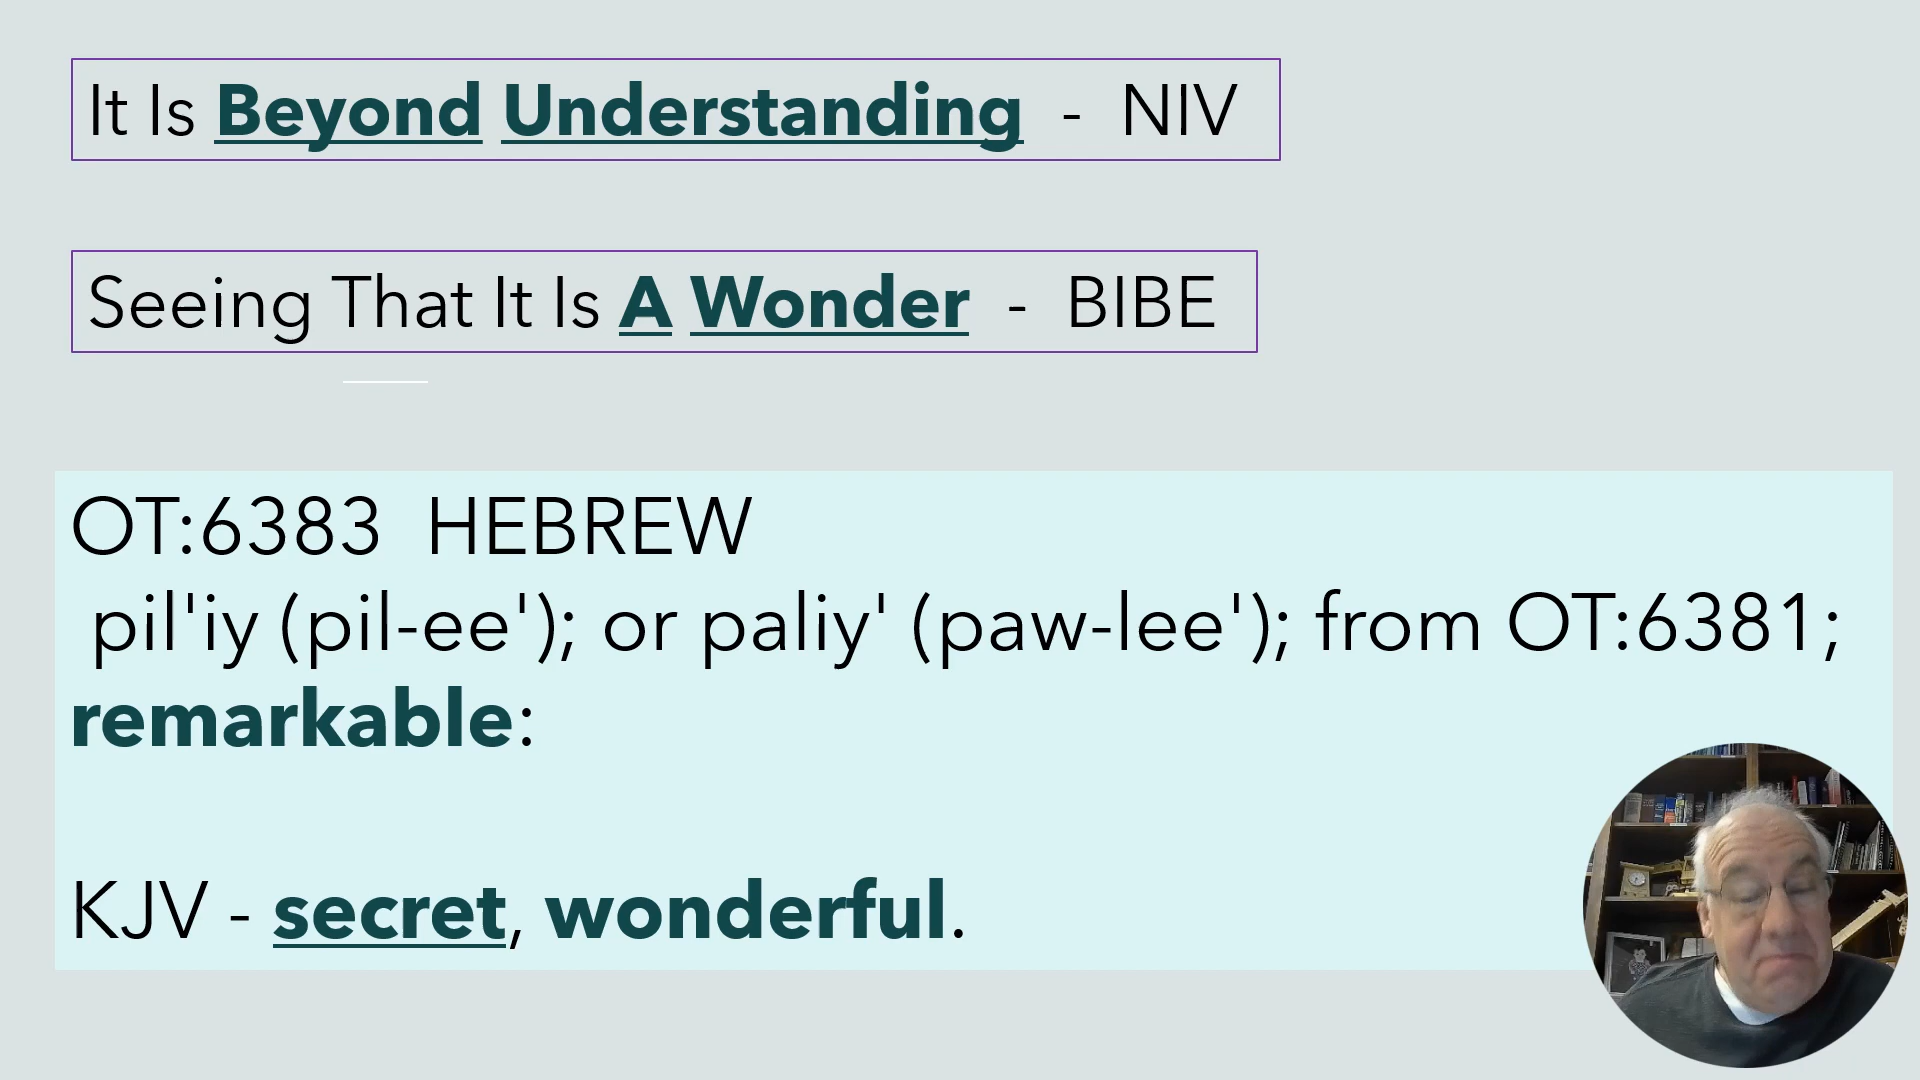 It Is Beyond Understanding - NIV
Seeing That It Is A Wonder - BIBE
OT:6383 HEBREW
pil'iy (pil-ee'); or paliy' (paw-lee'); from OT:6381;
remarkable:
KJV - secret, wonderful.